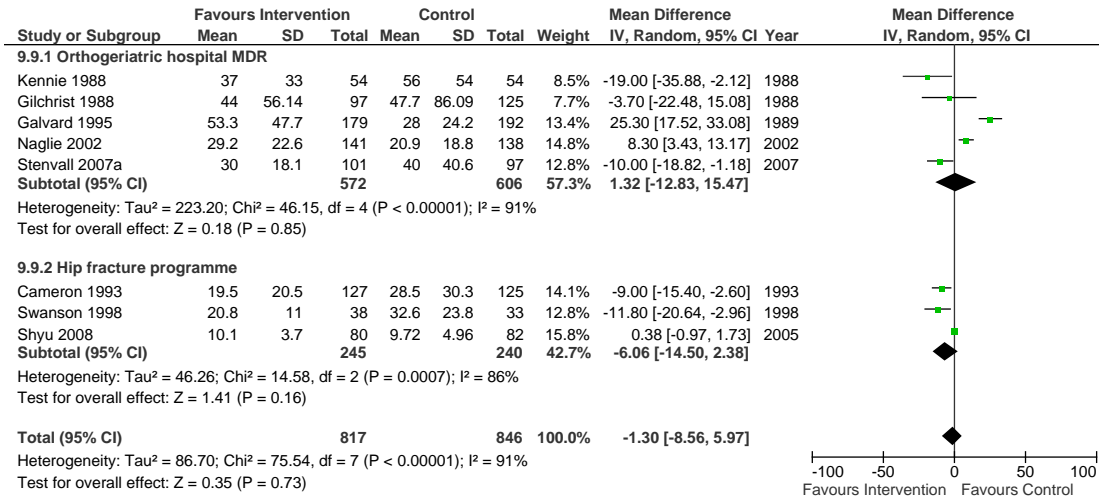 Favours Intervention Control Mean Difference Mean Difference
Study or Subgroup Mean SD Total Mean SD Total Weight IV, Random, 95% CI Year IV, Random, 95% CI
9.9.1 Orthogeriatric hospital MDR
Kennie 1988 37 33 54 56 54 54 8.5% -19.00 [-35.88, -2.12] 1988
Gilchrist 1988 44 56.14 97 47.7 86.09 125 7.7% -3.70 [-22.48, 15.08] 1988
Galvard 1995 53.3 47.7 179 28 24.2 192 13.4% 25.30 [17.52, 33.08] 1989
Naglie 2002 29.2 22.6 141 20.9 18.8 138 14.8% 8.30 [3.43, 13.17] 2002
Stenvall 2007a 30 18.1 101 40 40.6 97 12.8% -10.00 [-18.82, -1.18] 2007
Subtotal (95% CI) 572 606 57.3% 1.32 [-12.83, 15.47]
Heterogeneity: Tau² = 223.20; Chi² = 46.15, df = 4 (P < 0.00001); I² = 91%
Test for overall effect: Z = 0.18 (P = 0.85)
9.9.2 Hip fracture programme
Cameron 1993 19.5 20.5 127 28.5 30.3 125 14.1% -9.00 [-15.40, -2.60] 1993
Swanson 1998 20.8 11 38 32.6 23.8 33 12.8% -11.80 [-20.64, -2.96] 1998
Shyu 2008 10.1 3.7 80 9.72 4.96 82 15.8% 0.38 [-0.97, 1.73] 2005
Subtotal (95% CI) 245 240 42.7% -6.06 [-14.50, 2.38]
Heterogeneity: Tau² = 46.26; Chi² = 14.58, df = 2 (P = 0.0007); I² = 86%
Test for overall effect: Z = 1.41 (P = 0.16)
Total (95% CI) 817 846 100.0% -1.30 [-8.56, 5.97]
Heterogeneity: Tau² = 86.70; Chi² = 75.54, df = 7 (P < 0.00001); I² = 91%
Test for overall effect: Z = 0.35 (P = 0.73)
-100 -50 0 50 100
Favours Intervention Favours Control